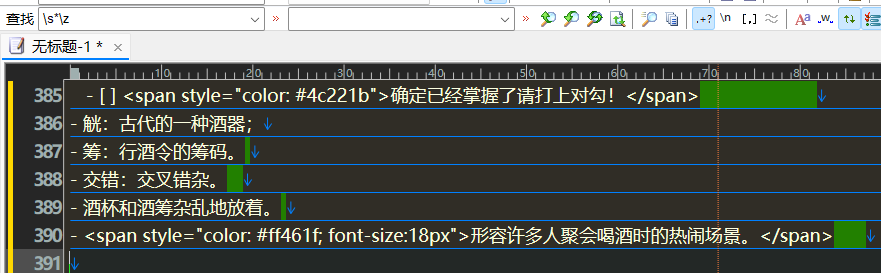 查找 \s*\z » » .+? \n [,] Aa .w.
无标题-1 * ×
10 20 30 40 50 60 70 80
385 - [ ] <span style="color: #4c221b">确定已经掌握了请打上对勾！</span>↓
386 - 觥：古代的一种酒器；↓
387 - 筹：行酒令的筹码。↓
388 - 交错：交叉错杂。↓
389 - 酒杯和酒筹杂乱地放着。↓
390 - <span style="color: #ff461f; font-size:18px">形容许多人聚会喝酒时的热闹场景。</span>↓
391 ↓